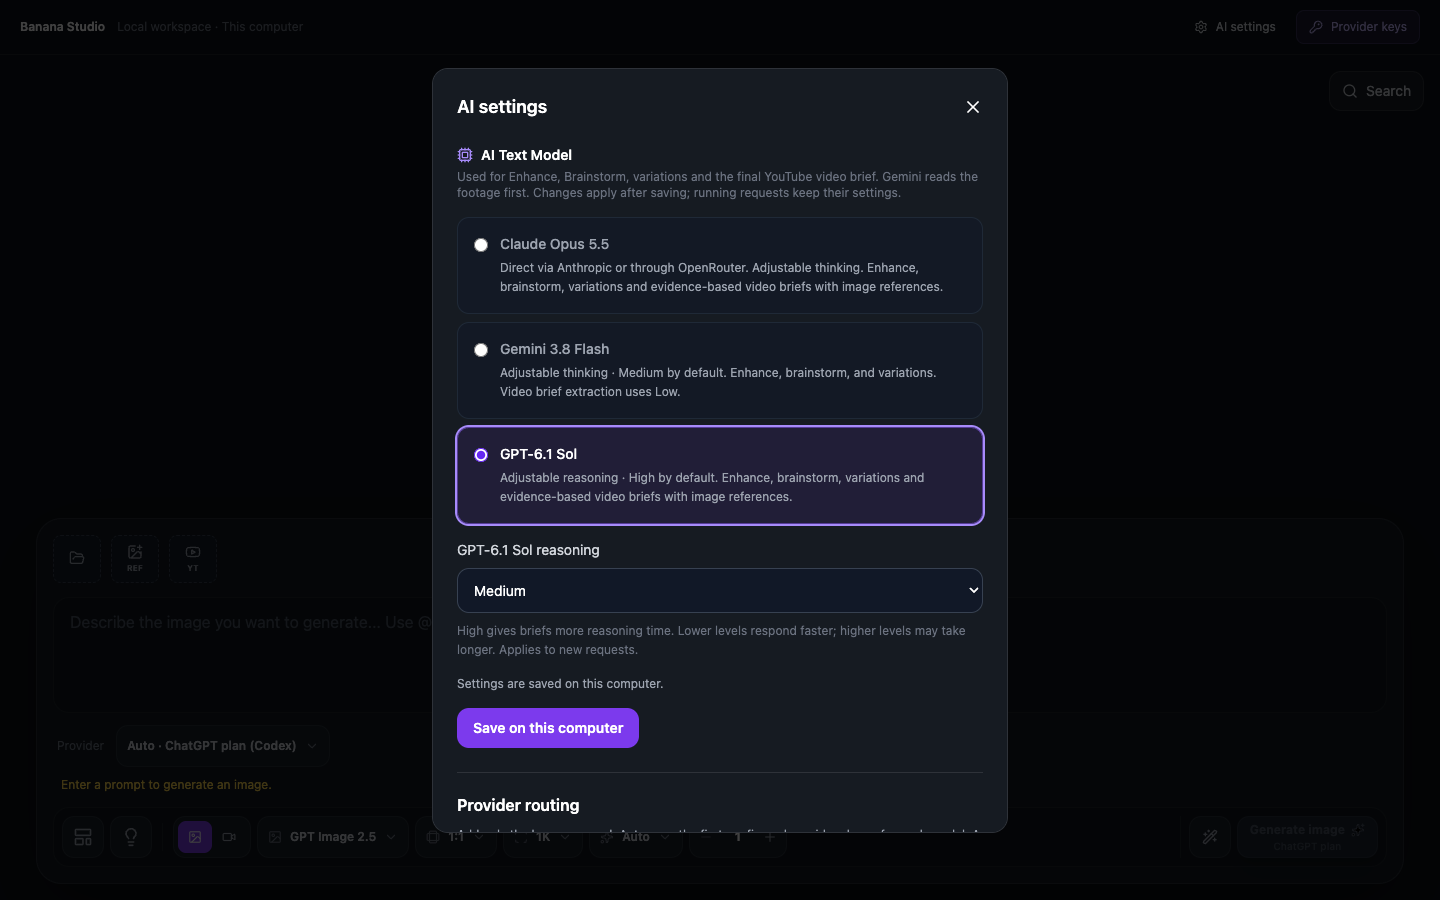 Banana Studio Local workspace · This computer
AI settings
Provider keys
Search
AI settings
AI Text Model
Used for Enhance, Brainstorm, variations and the final YouTube video brief. Gemini reads the
footage first. Changes apply after saving; running requests keep their settings.
Claude Opus 5.5
Direct via Anthropic or through OpenRouter. Adjustable thinking. Enhance,
brainstorm, variations and evidence-based video briefs with image references.
Gemini 3.8 Flash
Adjustable thinking · Medium by default. Enhance, brainstorm, and variations.
Video brief extraction uses Low.
GPT-6.1 Sol
Adjustable reasoning · High by default. Enhance, brainstorm, variations and
evidence-based video briefs with image references.
GPT-6.1 Sol reasoning
Medium
High gives briefs more reasoning time. Lower levels respond faster; higher levels may take
longer. Applies to new requests.
Settings are saved on this computer.
Save on this computer
Provider routing
REF
YT
Describe the image you want to generate... Use @
Provider
Auto · ChatGPT plan (Codex)
Enter a prompt to generate an image.
GPT Image 2.5
1:1
1K
Auto
1
Generate image
ChatGPT plan